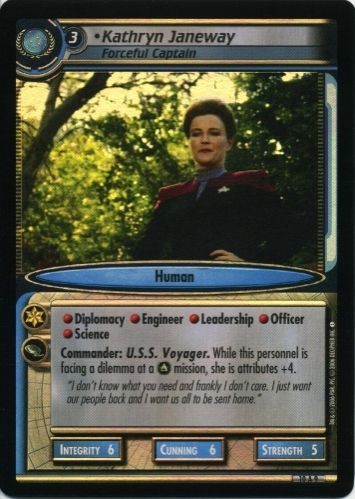 3
•Kathryn Janeway
Forceful Captain
Human
Diplomacy Engineer Leadership Officer
Science
Commander: U.S.S. Voyager. While this personnel is
facing a dilemma at a mission, she is attributes +4.
"I don't know what you need and frankly I don't care. I just want
our people back and I want us all to be sent home."
INTEGRITY 6 CUNNING 6 STRENGTH 5